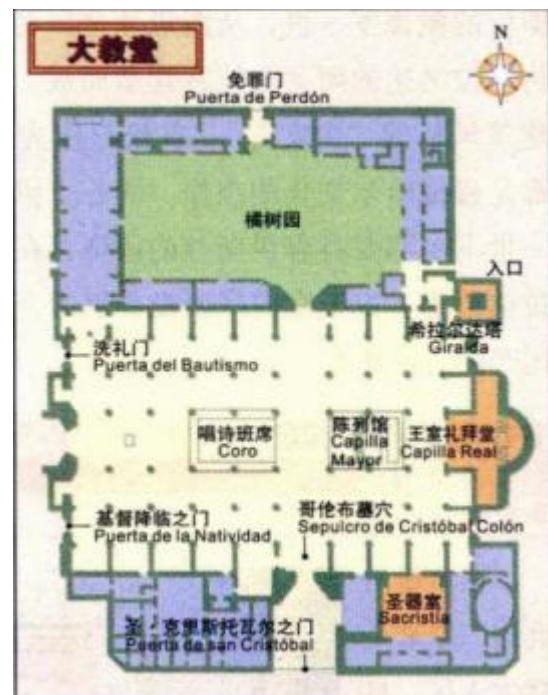 大教堂
N
免罪门
Puerta de Perdón
橘树园
入口
希拉尔达塔
Giralda
洗礼门
Puerta del Bautismo
唱诗班席
Coro
陈列馆
Capilla
Mayor
王室礼拜堂
Capilla Real
基督降临之门
Puerta de la Natividad
哥伦布墓穴
Sepulcro de Cristóbal Colón
圣器室
Sacristia
圣·克里斯托瓦尔之门
Puerta de san Cristóbal